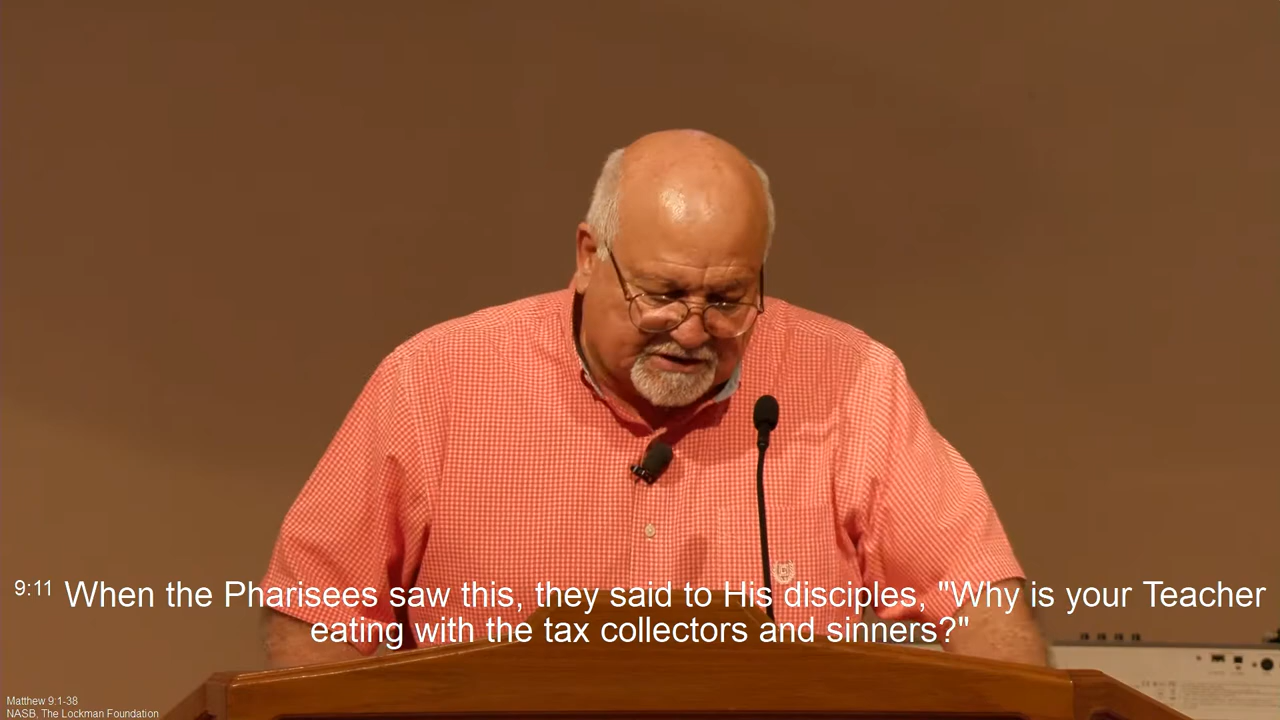 9:11 When the Pharisees saw this, they said to His disciples, "Why is your Teacher
eating with the tax collectors and sinners?"
Matthew 9:1-38
NASB, The Lockman Foundation